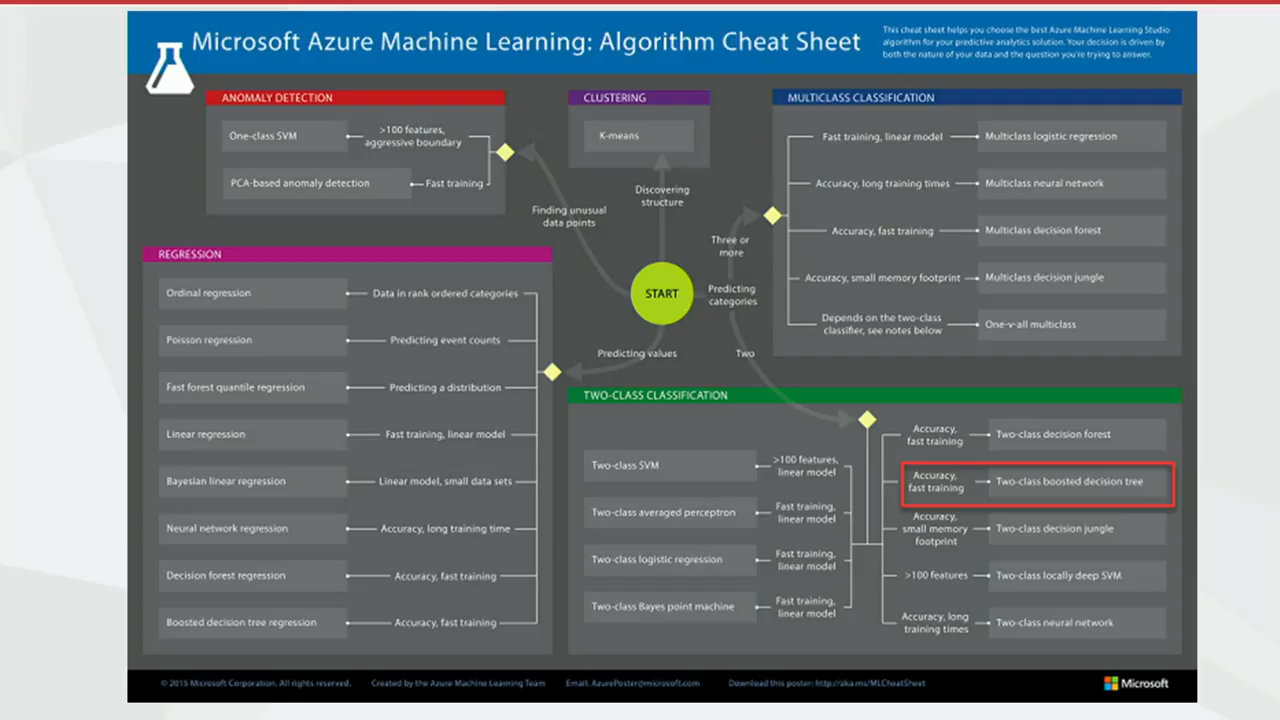 Microsoft Azure Machine Learning: Algorithm Cheat Sheet
This cheat sheet helps you choose the best Azure Machine Learning Studio
algorithm for your predictive analytics solution. Your decision is driven by
both the nature of your data and the question you're trying to answer.
ANOMALY DETECTION
One-class SVM
>100 features,
aggressive boundary
PCA-based anomaly detection
Fast training
CLUSTERING
K-means
Discovering
structure
Finding unusual
data points
START
Predicting
categories
Three or
more
Two
Predicting values
MULTICLASS CLASSIFICATION
Fast training, linear model
Multiclass logistic regression
Accuracy, long training times
Multiclass neural network
Accuracy, fast training
Multiclass decision forest
Accuracy, small memory footprint
Multiclass decision jungle
Depends on the two-class
classifier, see notes below
One-v-all multiclass
REGRESSION
Ordinal regression
Data in rank ordered categories
Poisson regression
Predicting event counts
Fast forest quantile regression
Predicting a distribution
Linear regression
Fast training, linear model
Bayesian linear regression
Linear model, small data sets
Neural network regression
Accuracy, long training time
Decision forest regression
Accuracy, fast training
Boosted decision tree regression
Accuracy, fast training
TWO-CLASS CLASSIFICATION
Two-class SVM
>100 features,
linear model
Two-class averaged perceptron
Fast training,
linear model
Two-class logistic regression
Fast training,
linear model
Two-class Bayes point machine
Fast training,
linear model
Accuracy,
fast training
Two-class decision forest
Accuracy,
fast training
Two-class boosted decision tree
Accuracy,
small memory
footprint
Two-class decision jungle
>100 features
Two-class locally deep SVM
Accuracy, long
training times
Two-class neural network
© 2015 Microsoft Corporation. All rights reserved.
Created by the Azure Machine Learning Team
Email: AzurePoster@microsoft.com
Download this poster: http://aka.ms/MLCheatSheet
Microsoft